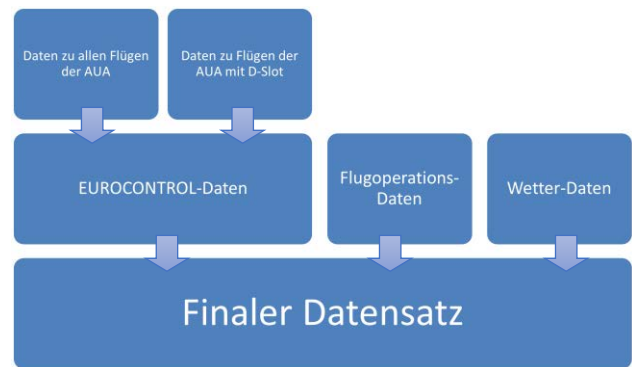 Daten zu allen Flügen
der AUA
Daten zu Flügen der
AUA mit D-Slot
EUROCONTROL-Daten
Flugoperations-
Daten
Wetter-Daten
Finaler Datensatz